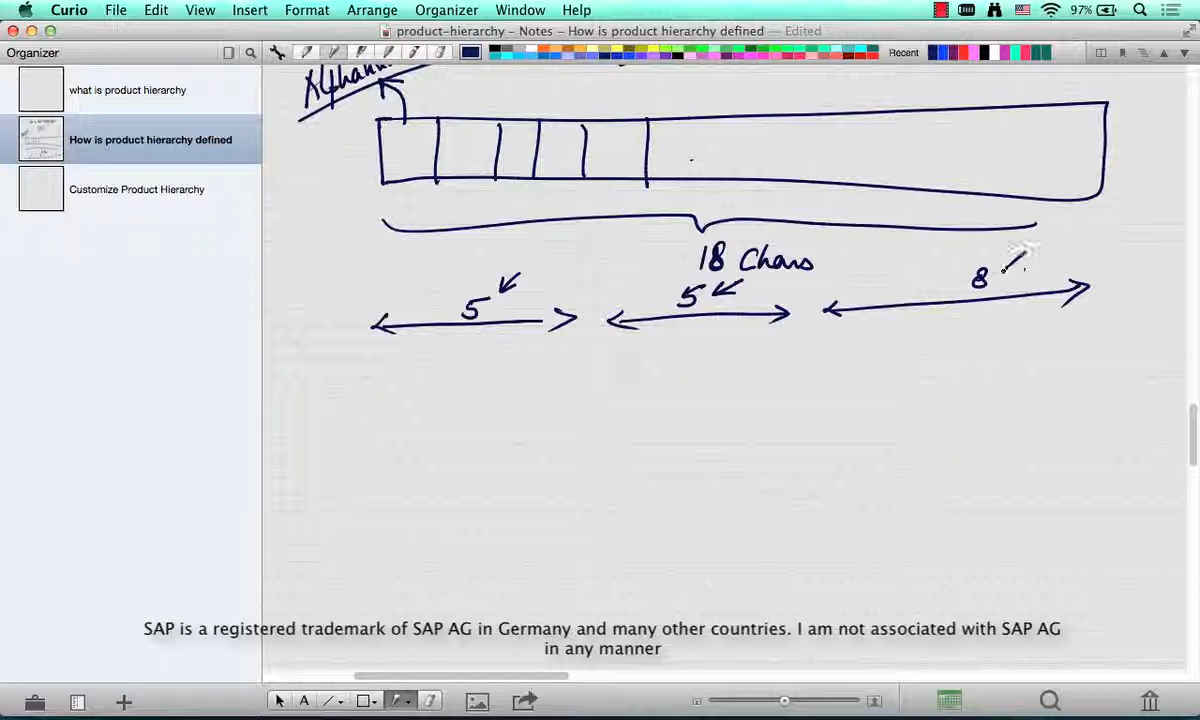 Curio File Edit View Insert Format Arrange Organizer Window Help 97%
product-hierarchy – Notes – How is product hierarchy defined — Edited
Organizer Recent
what is product hierarchy
How is product hierarchy defined
Customize Product Hierarchy
18 Chars
5 5 8
SAP is a registered trademark of SAP AG in Germany and many other countries. I am not associated with SAP AG
in any manner
A